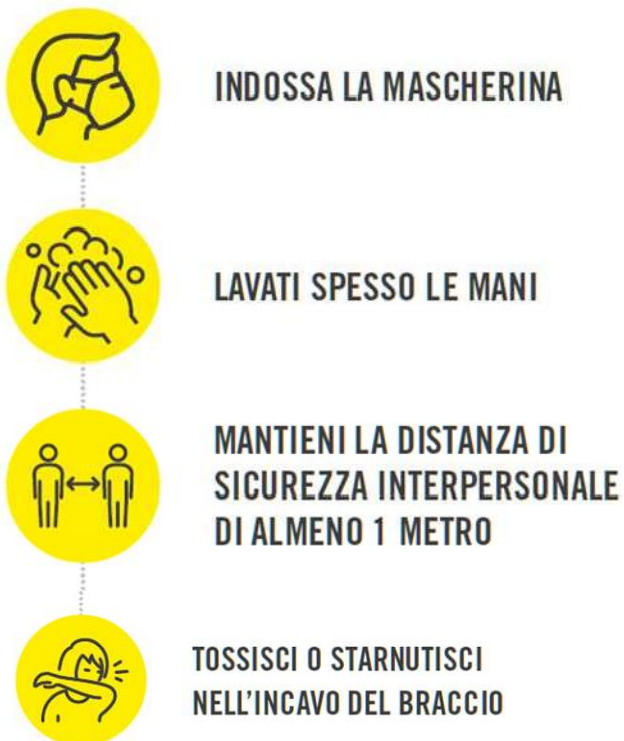 INDOSSA LA MASCHERINA
LAVATI SPESSO LE MANI
MANTIENI LA DISTANZA DI
SICUREZZA INTERPERSONALE
DI ALMENO 1 METRO
TOSSISCI O STARNUTISCI
NELL'INCAVO DEL BRACCIO